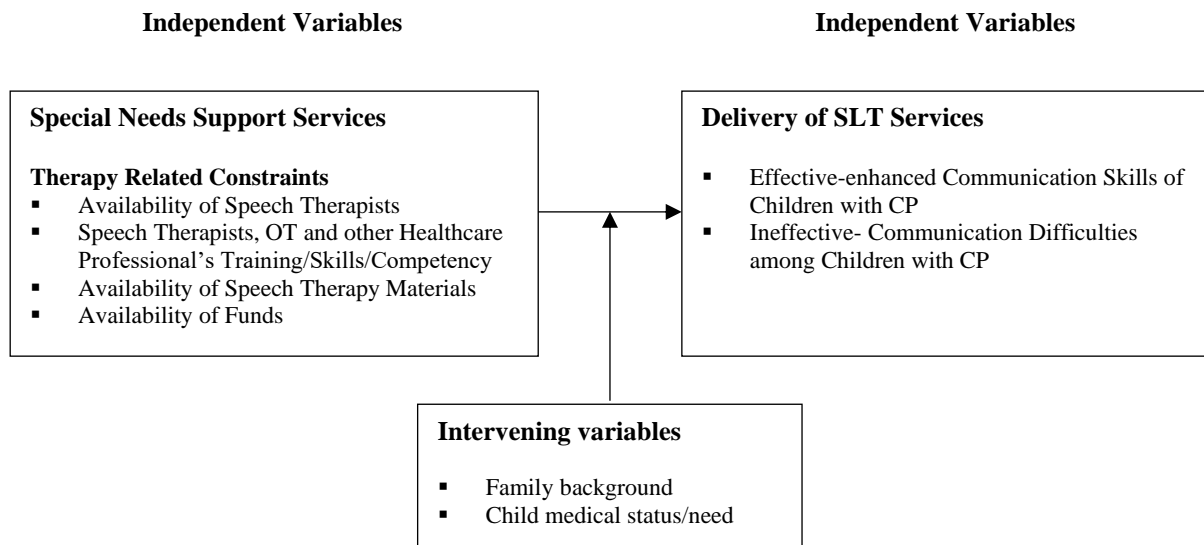 Independent Variables
Independent Variables
Special Needs Support Services
Therapy Related Constraints
▪ Availability of Speech Therapists
▪ Speech Therapists, OT and other Healthcare
Professional's Training/Skills/Competency
▪ Availability of Speech Therapy Materials
▪ Availability of Funds
Delivery of SLT Services
▪ Effective-enhanced Communication Skills of
Children with CP
▪ Ineffective- Communication Difficulties
among Children with CP
Intervening variables
▪ Family background
▪ Child medical status/need